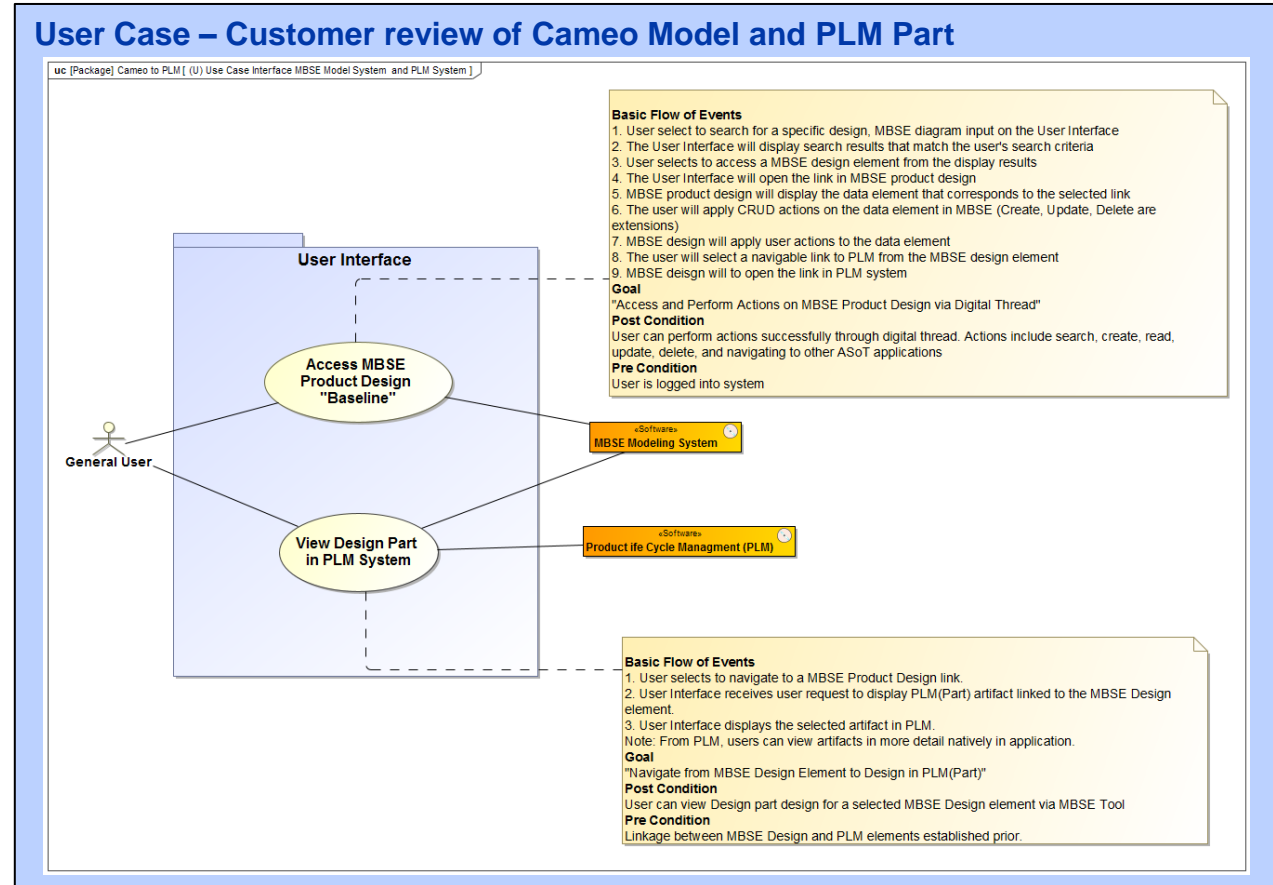 User Case – Customer review of Cameo Model and PLM Part
uc [Package] Cameo to PLM [ (U) Use Case Interface MBSE Model System and PLM System ]
Basic Flow of Events
1. User select to search for a specific design, MBSE diagram input on the User Interface
2. The User Interface will display search results that match the user's search criteria
3. User selects to access a MBSE design element from the display results
4. The User Interface will open the link in MBSE product design
5. MBSE product design will display the data element that corresponds to the selected link
6. The user will apply CRUD actions on the data element in MBSE (Create, Update, Delete are
extensions)
7. MBSE design will apply user actions to the data element
8. The user will select a navigable link to PLM from the MBSE design element
9. MBSE deisgn will to open the link in PLM system
Goal
"Access and Perform Actions on MBSE Product Design via Digital Thread"
Post Condition
User can perform actions successfully through digital thread. Actions include search, create, read,
update, delete, and navigating to other ASoT applications
Pre Condition
User is logged into system
User Interface
Access MBSE
Product Design
"Baseline"
General User
«Software»
MBSE Modeling System
View Design Part
in PLM System
«Software»
Product ife Cycle Managment (PLM)
Basic Flow of Events
1. User selects to navigate to a MBSE Product Design link.
2. User Interface receives user request to display PLM(Part) artifact linked to the MBSE Design
element.
3. User Interface displays the selected artifact in PLM.
Note: From PLM, users can view artifacts in more detail natively in application.
Goal
"Navigate from MBSE Design Element to Design in PLM(Part)"
Post Condition
User can view Design part design for a selected MBSE Design element via MBSE Tool
Pre Condition
Linkage between MBSE Design and PLM elements established prior.